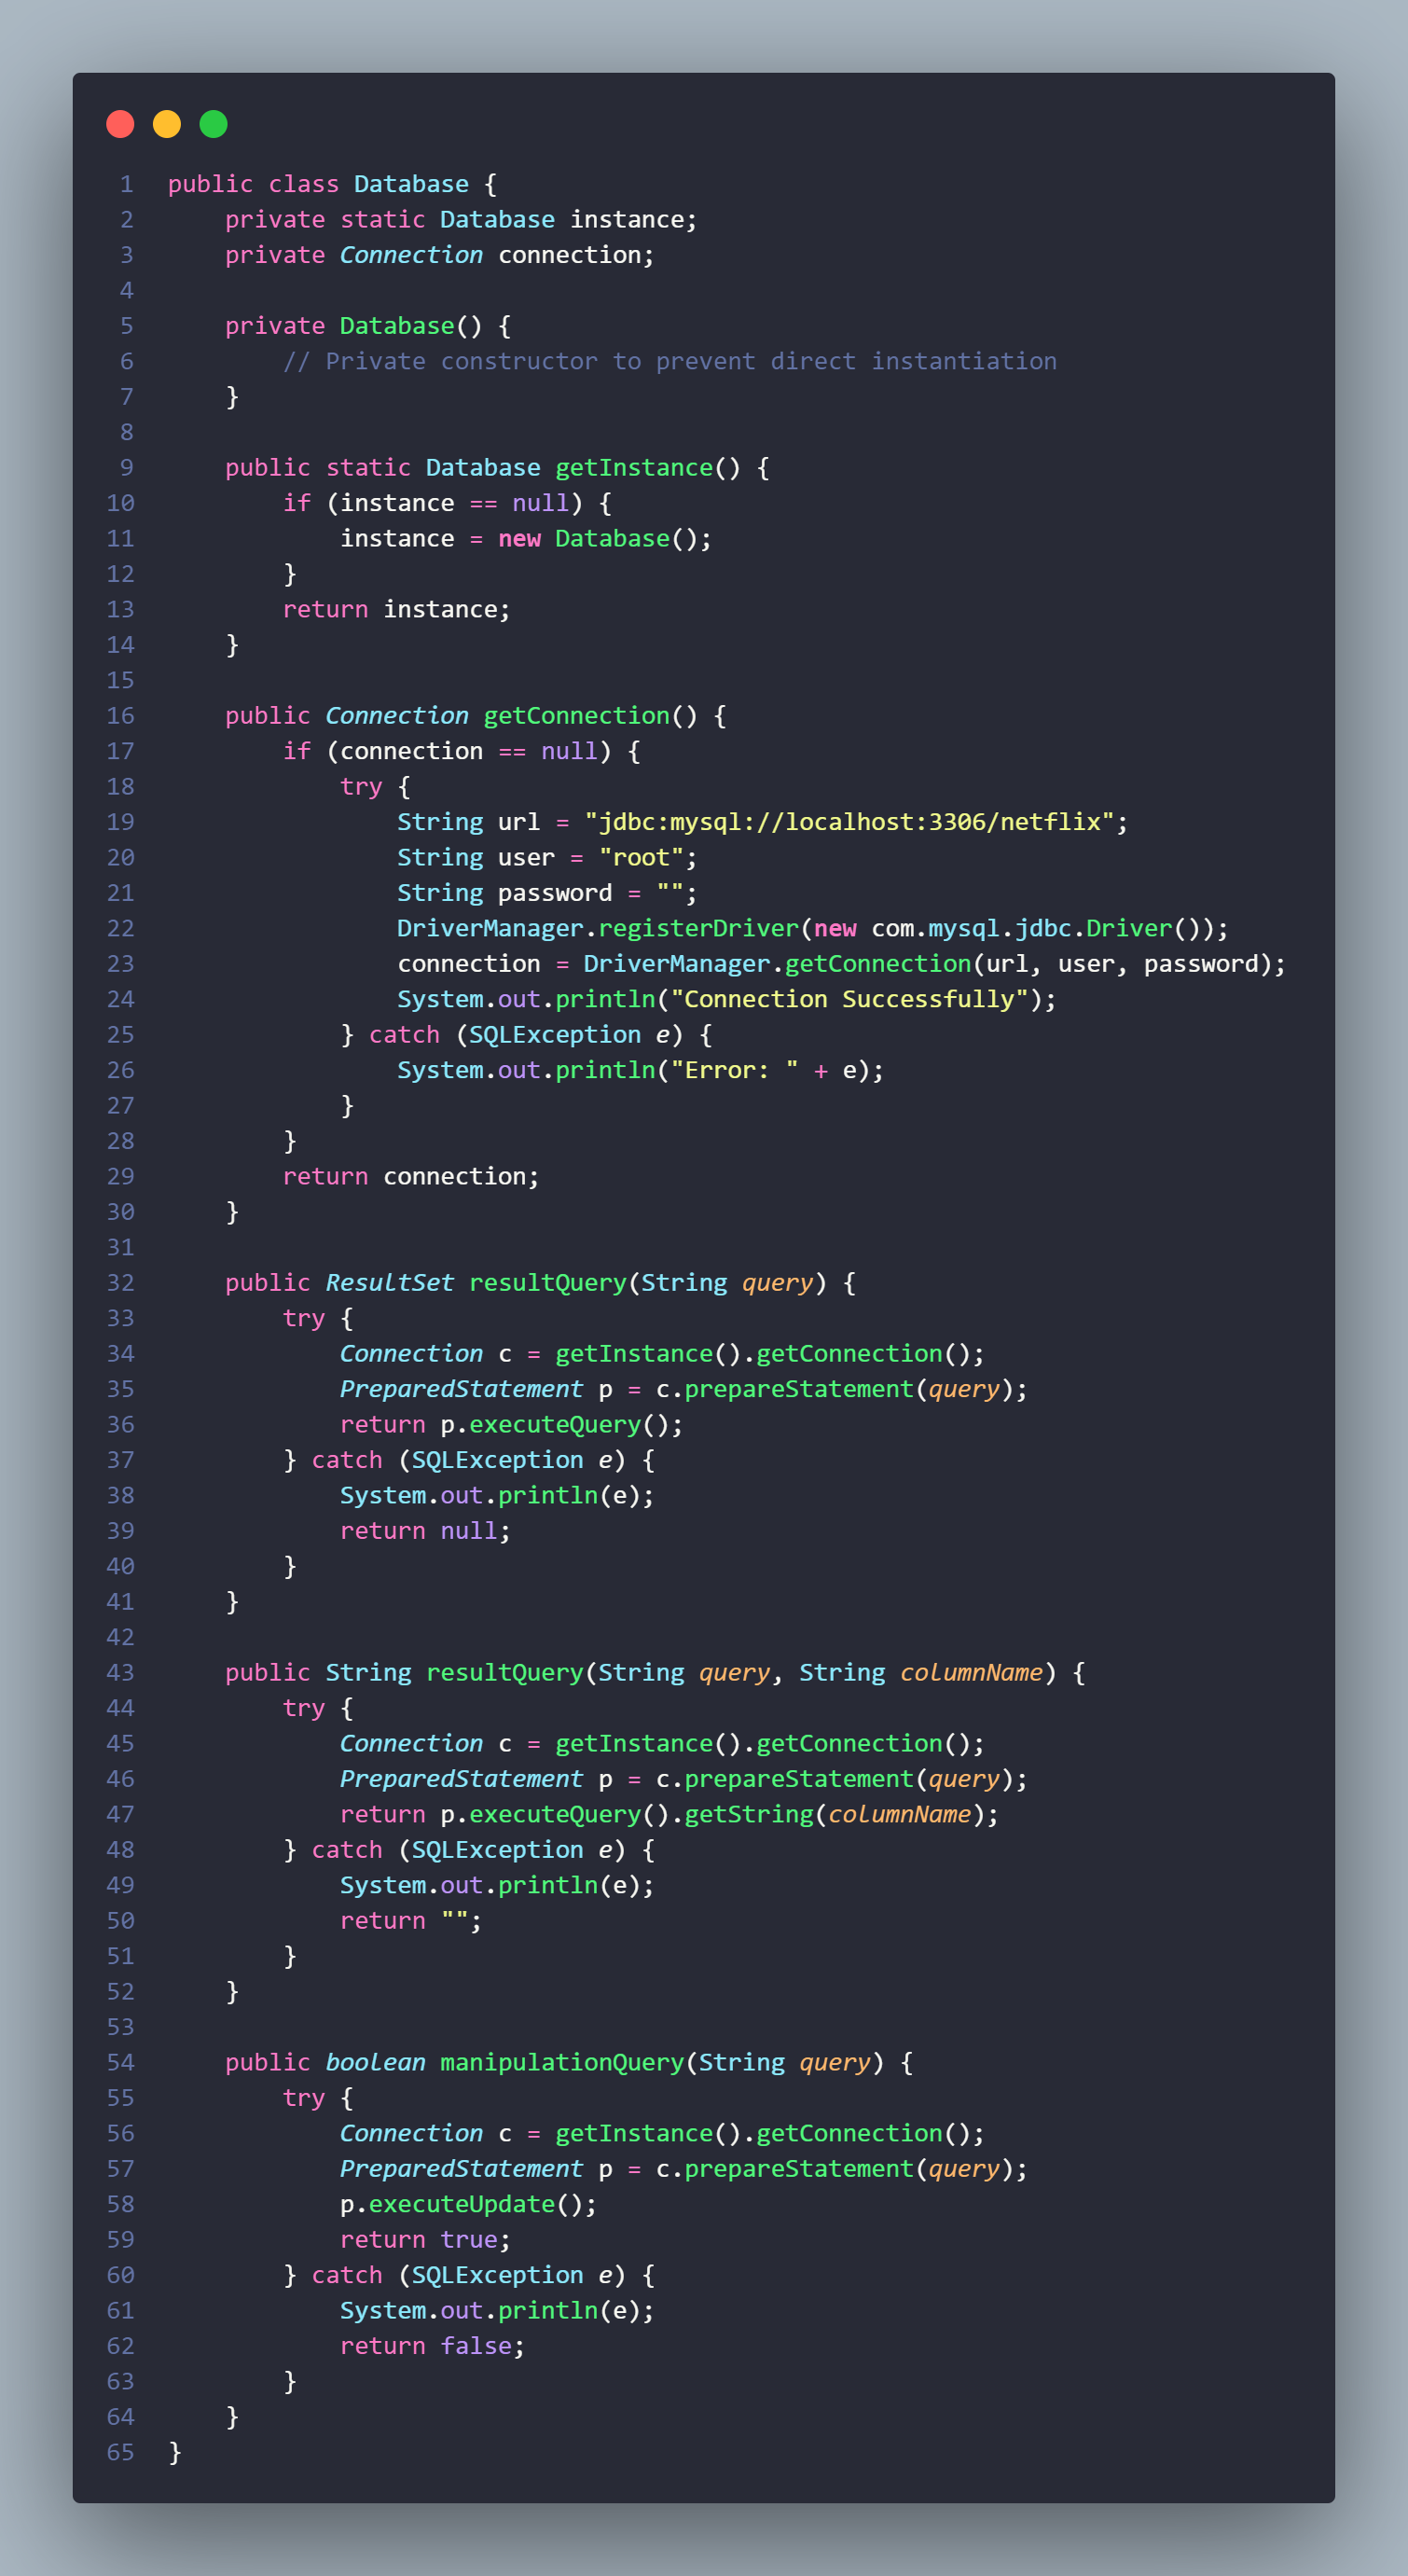 1 public class Database {
2     private static Database instance;
3     private Connection connection;
4
5     private Database() {
6         // Private constructor to prevent direct instantiation
7     }
8
9     public static Database getInstance() {
10         if (instance == null) {
11             instance = new Database();
12         }
13         return instance;
14     }
15
16     public Connection getConnection() {
17         if (connection == null) {
18             try {
19                 String url = "jdbc:mysql://localhost:3306/netflix";
20                 String user = "root";
21                 String password = "";
22                 DriverManager.registerDriver(new com.mysql.jdbc.Driver());
23                 connection = DriverManager.getConnection(url, user, password);
24                 System.out.println("Connection Successfully");
25             } catch (SQLException e) {
26                 System.out.println("Error: " + e);
27             }
28         }
29         return connection;
30     }
31
32     public ResultSet resultQuery(String query) {
33         try {
34             Connection c = getInstance().getConnection();
35             PreparedStatement p = c.prepareStatement(query);
36             return p.executeQuery();
37         } catch (SQLException e) {
38             System.out.println(e);
39             return null;
40         }
41     }
42
43     public String resultQuery(String query, String columnName) {
44         try {
45             Connection c = getInstance().getConnection();
46             PreparedStatement p = c.prepareStatement(query);
47             return p.executeQuery().getString(columnName);
48         } catch (SQLException e) {
49             System.out.println(e);
50             return "";
51         }
52     }
53
54     public boolean manipulationQuery(String query) {
55         try {
56             Connection c = getInstance().getConnection();
57             PreparedStatement p = c.prepareStatement(query);
58             p.executeUpdate();
59             return true;
60         } catch (SQLException e) {
61             System.out.println(e);
62             return false;
63         }
64     }
65 }